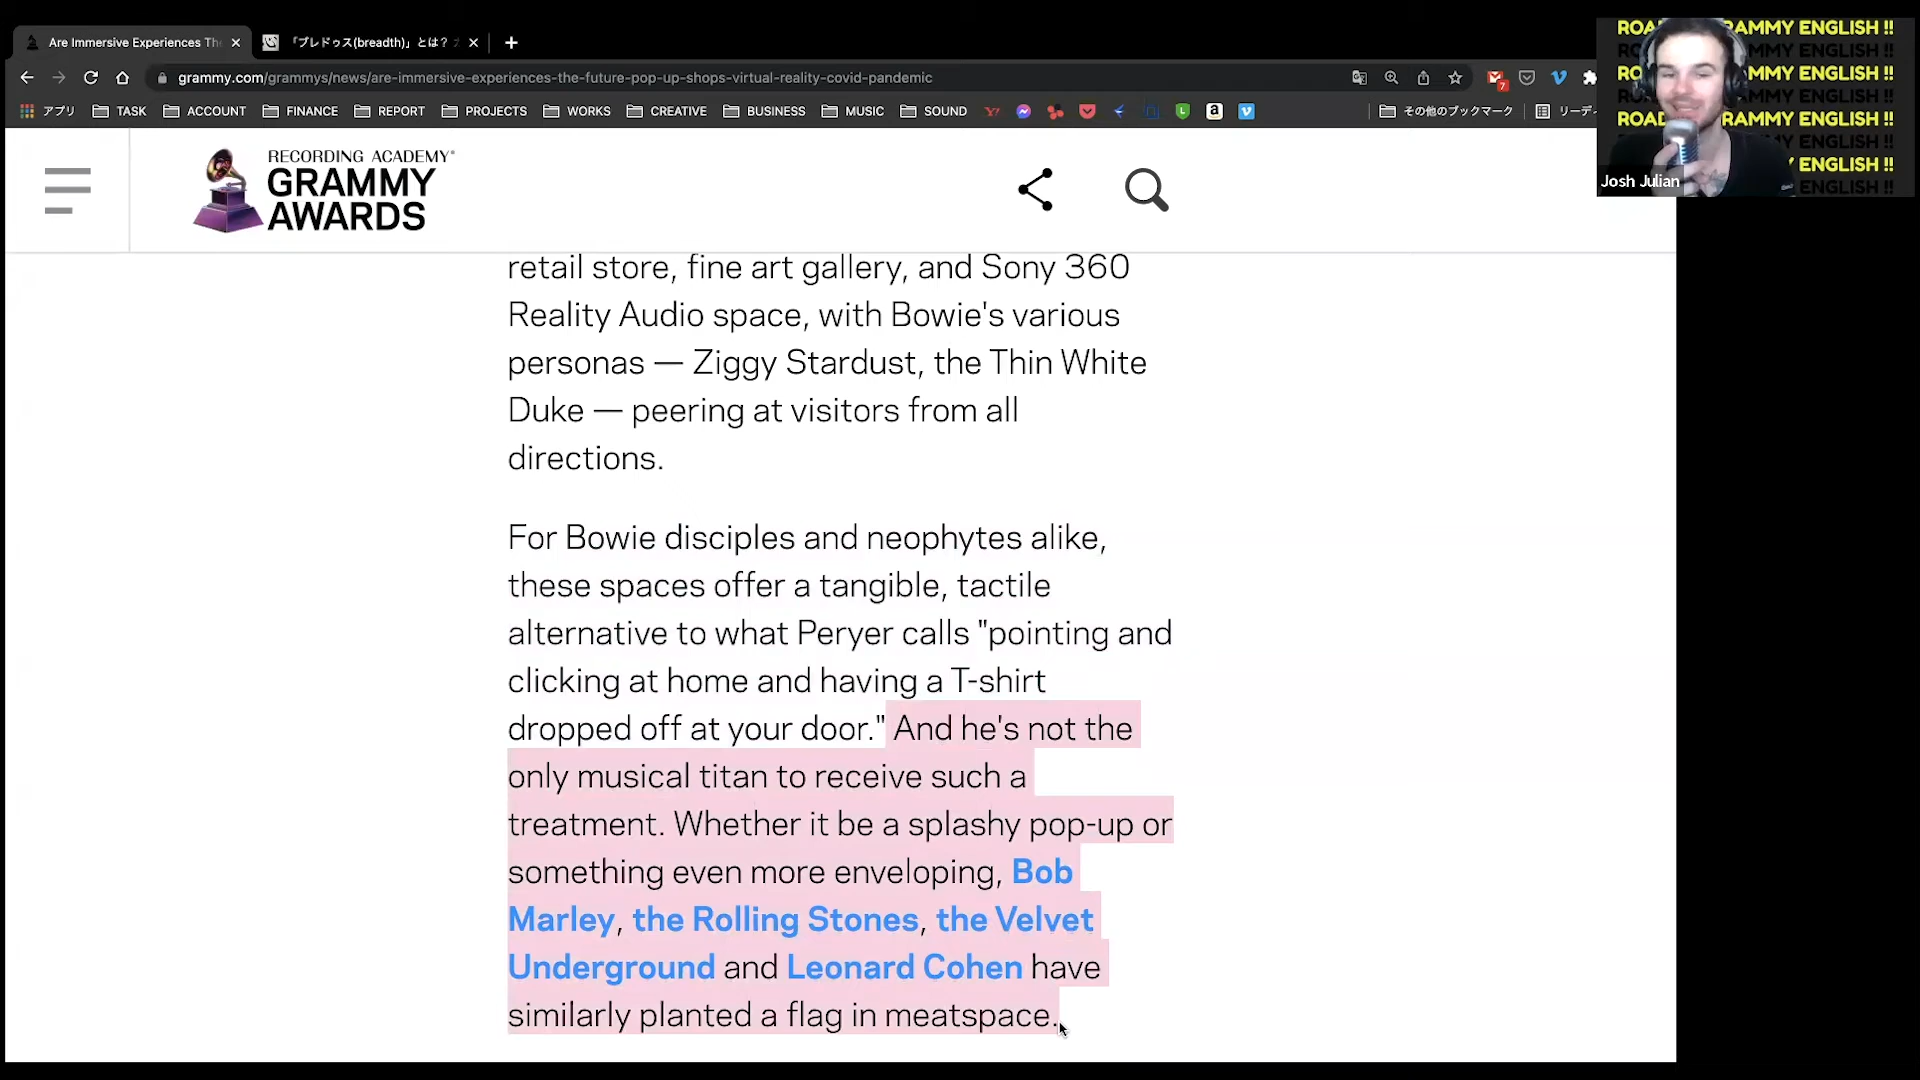 Are Immersive Experiences Th
「ブレドゥス(breadth)」とは?
grammy.com/grammys/news/are-immersive-experiences-the-future-pop-up-shops-virtual-reality-covid-pandemic
アプリ TASK ACCOUNT FINANCE REPORT PROJECTS WORKS CREATIVE BUSINESS MUSIC SOUND その他のブックマーク リーディ
RECORDING ACADEMY
GRAMMY
AWARDS
AMMY ENGLISH !!
MMY ENGLISH !!
ROAD RAMMY ENGLISH !!
Y ENGLISH !!
Josh Julian
retail store, fine art gallery, and Sony 360
Reality Audio space, with Bowie's various
personas — Ziggy Stardust, the Thin White
Duke — peering at visitors from all
directions.
For Bowie disciples and neophytes alike,
these spaces offer a tangible, tactile
alternative to what Peryer calls "pointing and
clicking at home and having a T-shirt
dropped off at your door." And he's not the
only musical titan to receive such a
treatment. Whether it be a splashy pop-up or
something even more enveloping, Bob
Marley, the Rolling Stones, the Velvet
Underground and Leonard Cohen have
similarly planted a flag in meatspace.